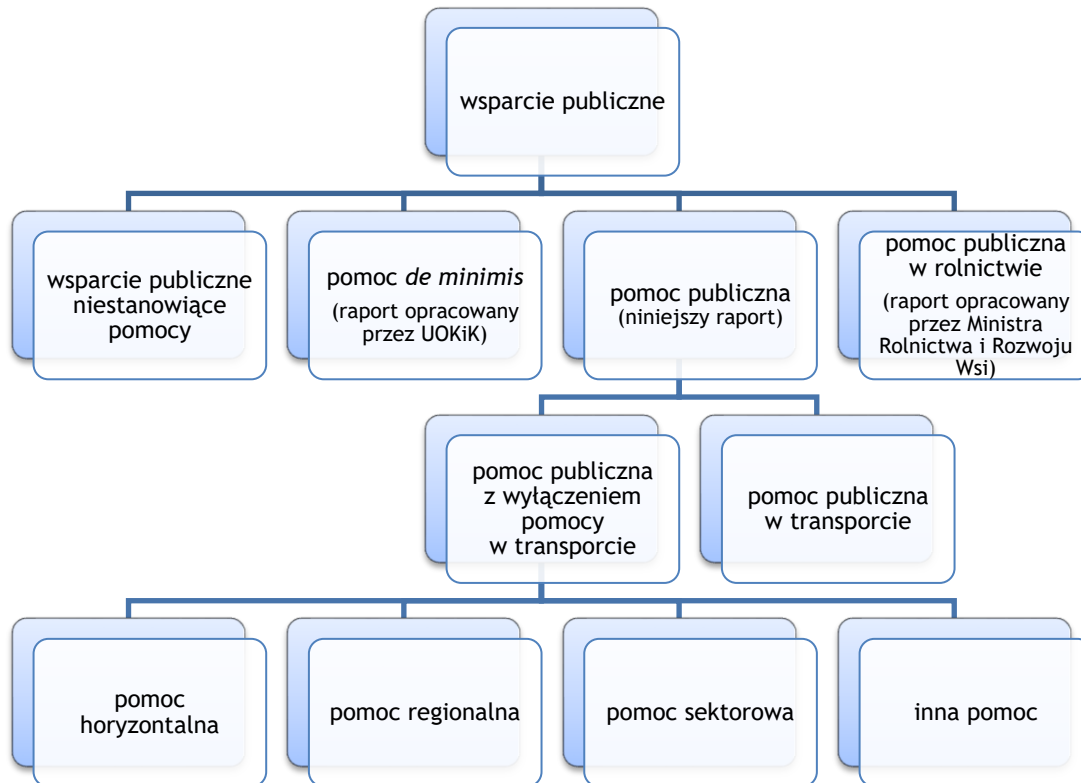 wsparcie publiczne
wsparcie publiczne
niestanowiące
pomocy
pomoc de minimis
(raport opracowany
przez UOKiK)
pomoc publiczna
(niniejszy raport)
pomoc publiczna
w rolnictwie
(raport opracowany
przez Ministra
Rolnictwa i Rozwoju
Wsi)
pomoc publiczna
z wyłączeniem
pomocy
w transporcie
pomoc publiczna
w transporcie
pomoc
horyzontalna
pomoc regionalna
pomoc sektorowa
inna pomoc